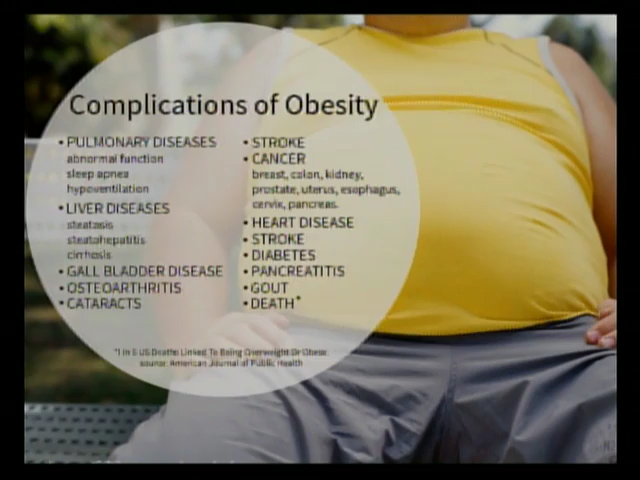 Complications of Obesity
• PULMONARY DISEASES
abnormal function
sleep apnea
hypoventilation
• LIVER DISEASES
steatosis
steatohepatitis
cirrhosis
• GALL BLADDER DISEASE
• OSTEOARTHRITIS
• CATARACTS
• STROKE
• CANCER
breast, colon, kidney,
prostate, uterus, esophagus,
cervix, pancreas.
• HEART DISEASE
• STROKE
• DIABETES
• PANCREATITIS
• GOUT
• DEATH*
*1 In 5 US Deaths Linked To Being Overweight Or Obese.
source: American Journal of Public Health